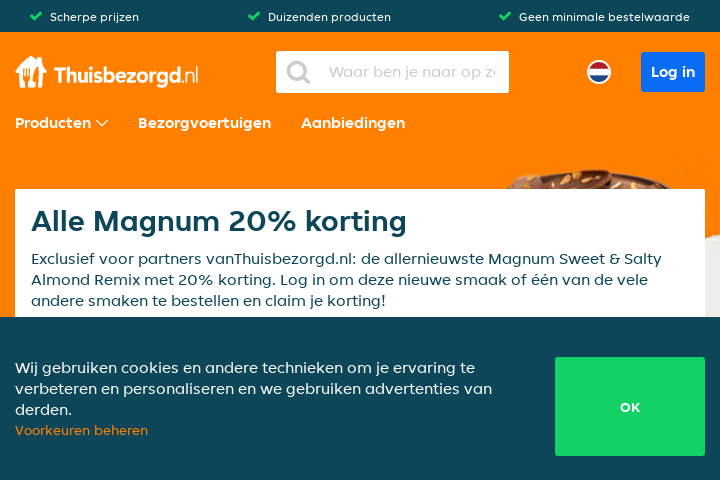 Scherpe prijzen
Duizenden producten
Geen minimale bestelwaarde
Thuisbezorgd.nl
Waar ben je naar op zo
Log in
Producten
Bezorgvoertuigen
Aanbiedingen
Alle Magnum 20% korting
Exclusief voor partners vanThuisbezorgd.nl: de allernieuwste Magnum Sweet & Salty
Almond Remix met 20% korting. Log in om deze nieuwe smaak of één van de vele
andere smaken te bestellen en claim je korting!
Wij gebruiken cookies en andere technieken om je ervaring te
verbeteren en personaliseren en we gebruiken advertenties van
derden.
Voorkeuren beheren
OK